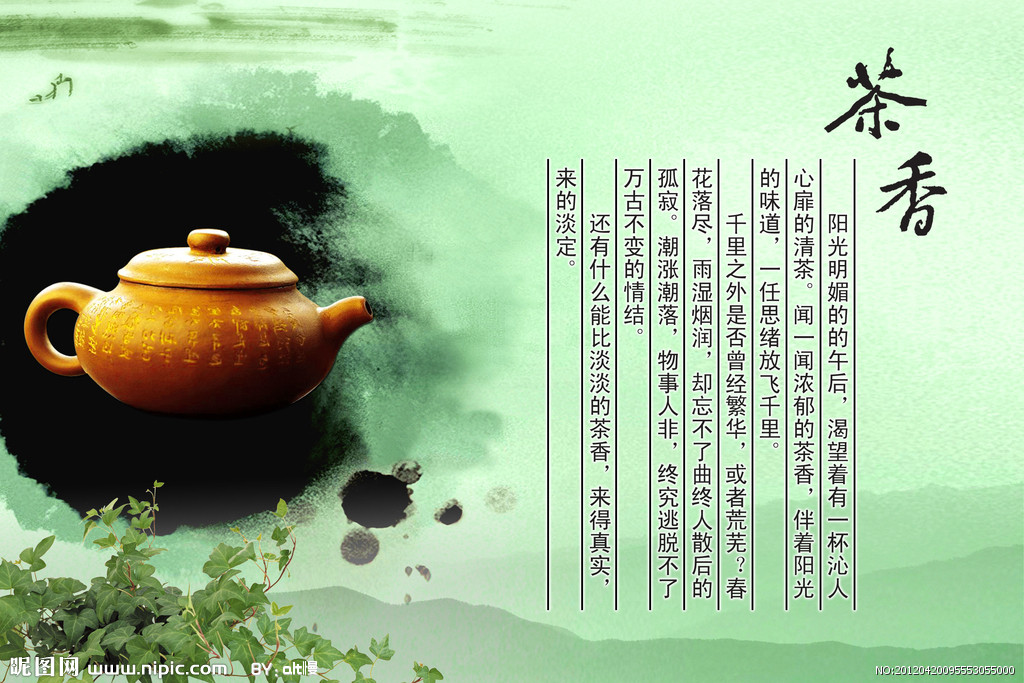 茶香
阳光明媚的的午后，渴望着有一杯沁人
心扉的清茶。闻一闻浓郁的茶香，伴着阳光
的味道，一任思绪放飞千里。
千里之外是否曾经繁华，或者荒芜？春
花落尽，雨湿烟润，却忘不了曲终人散后的
孤寂。潮涨潮落，物事人非，终究逃脱不了
万古不变的情结。
还有什么能比淡淡的茶香，来得真实，
来的淡定。
昵图网 www.nipic.com BY: alt慢
NO:20120420095553055000